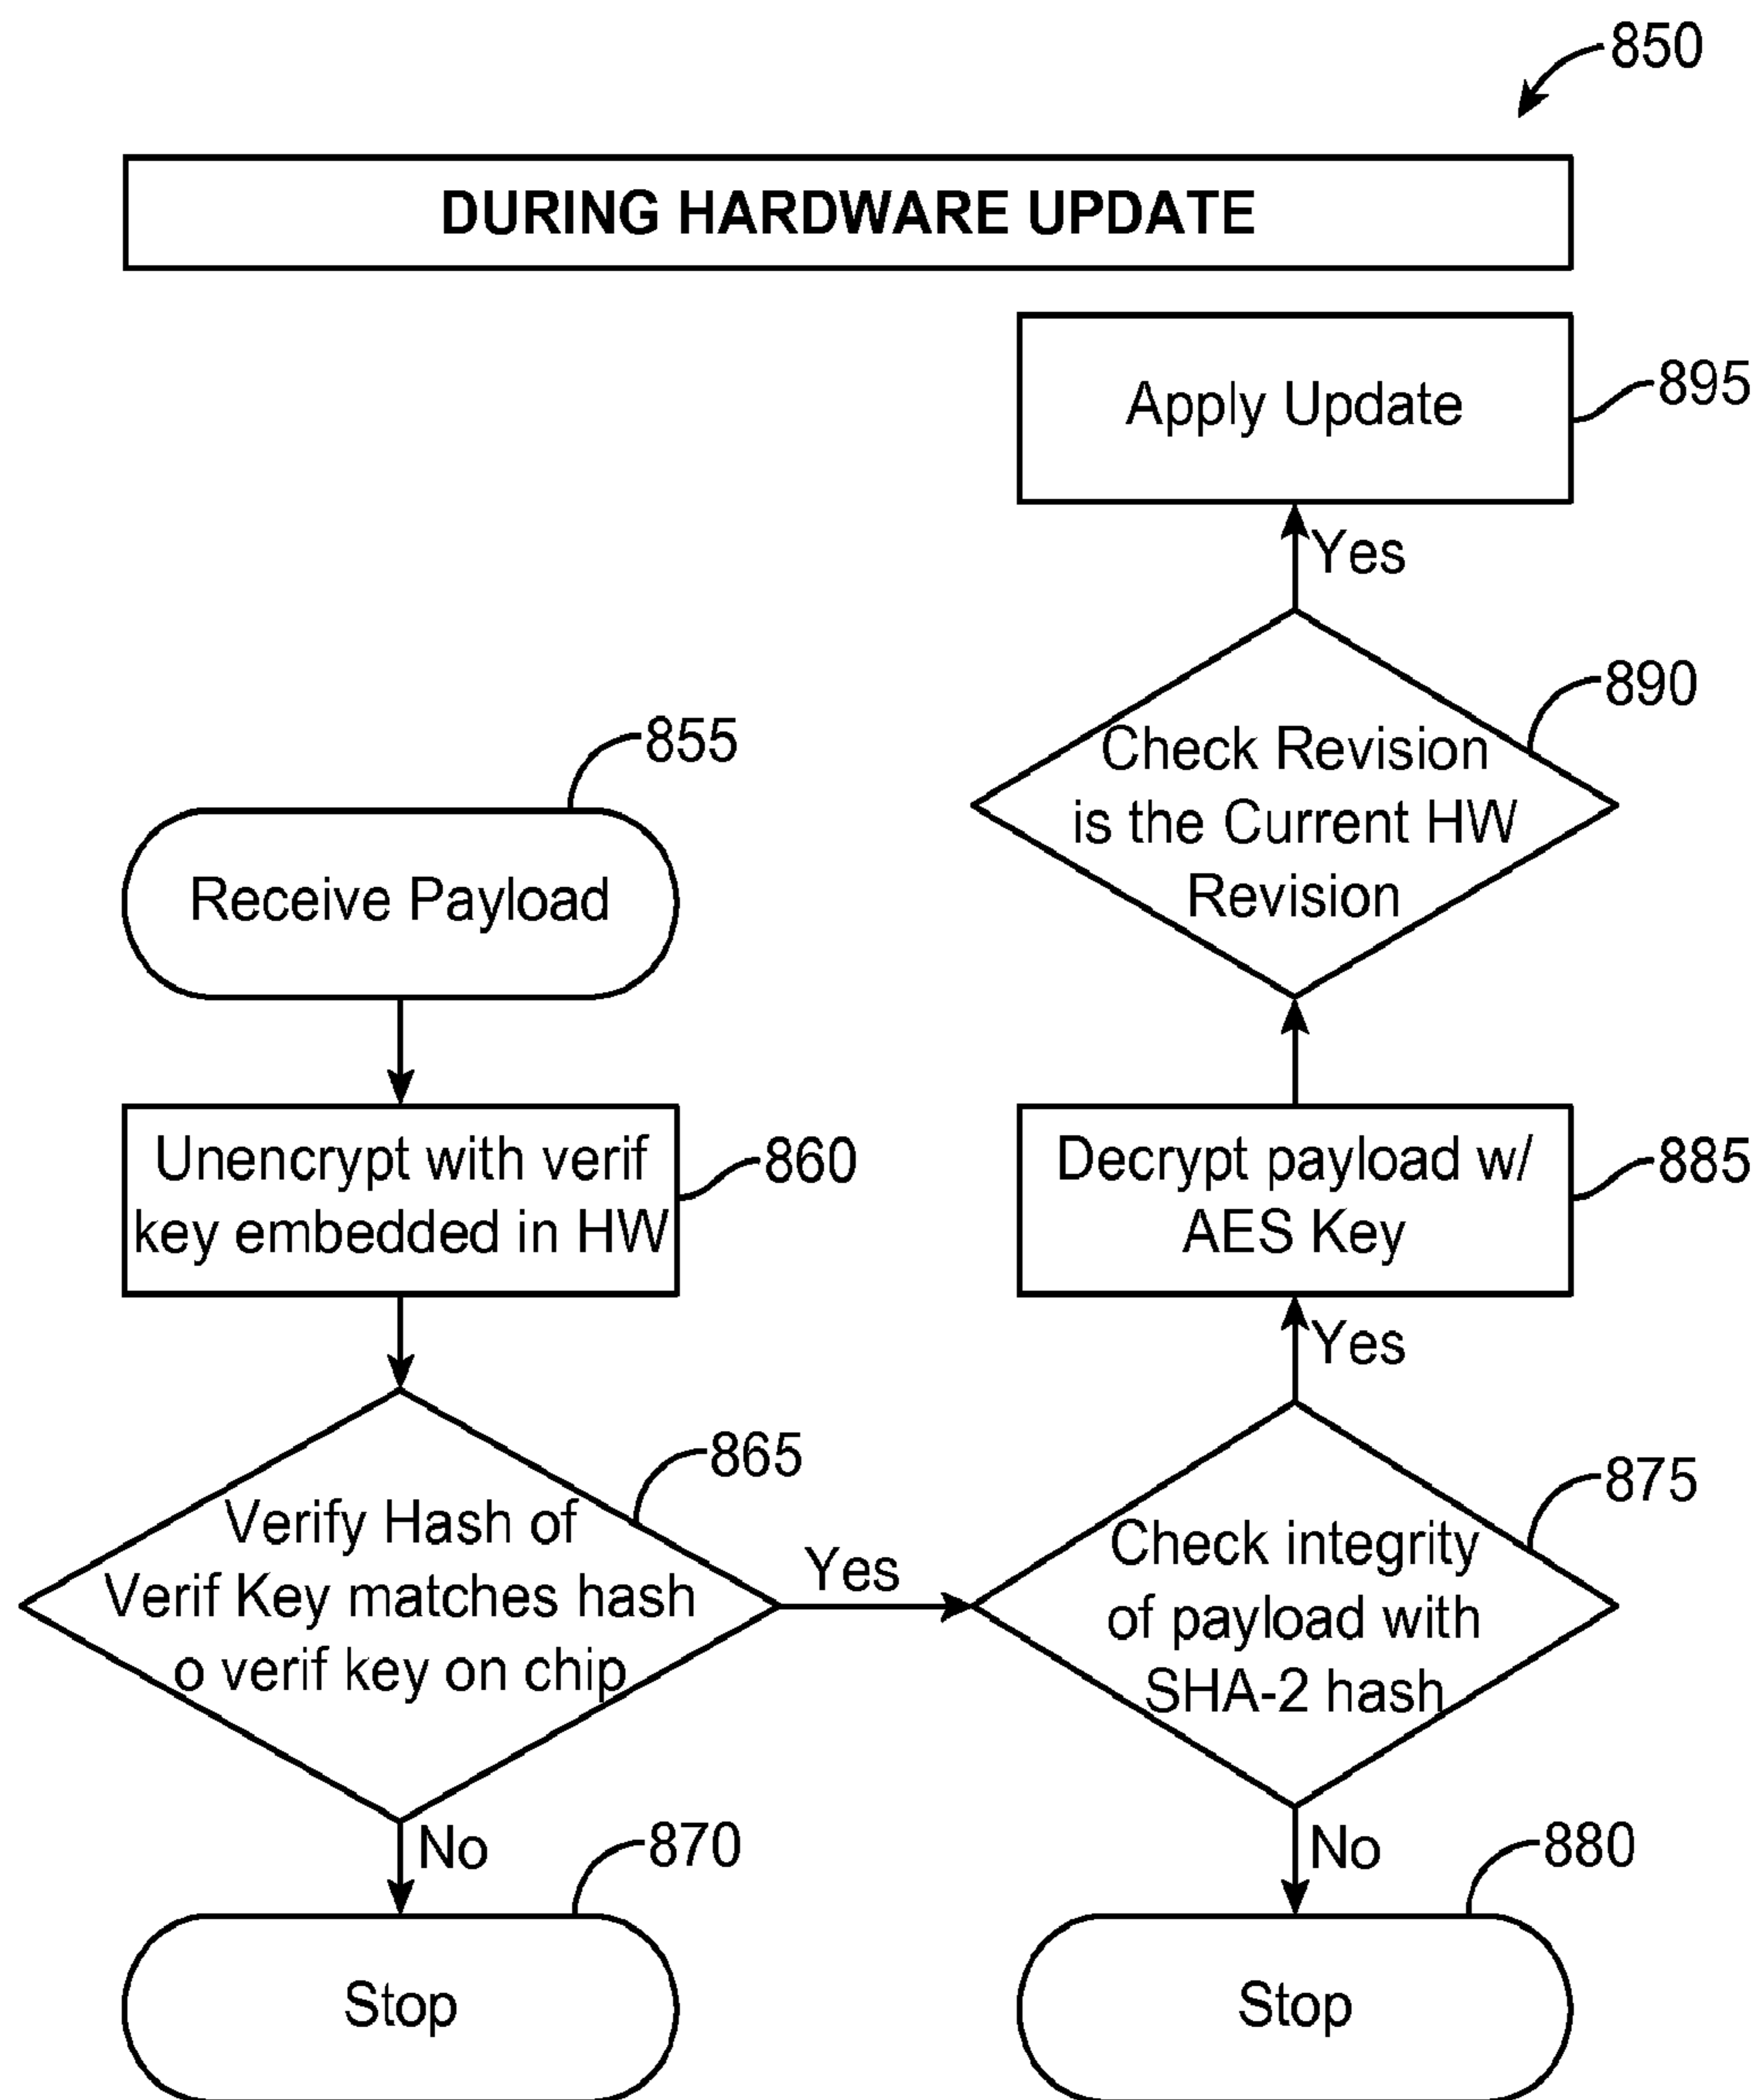 850
DURING HARDWARE UPDATE
Apply Update
895
Yes
890
Check Revision
is the Current HW
Revision
855
Receive Payload
Unencrypt with verif
key embedded in HW
860
Decrypt payload w/
AES Key
885
Yes
865
Verify Hash of
Verif Key matches hash
o verif key on chip
Yes
875
Check integrity
of payload with
SHA-2 hash
No
870
No
880
Stop
Stop